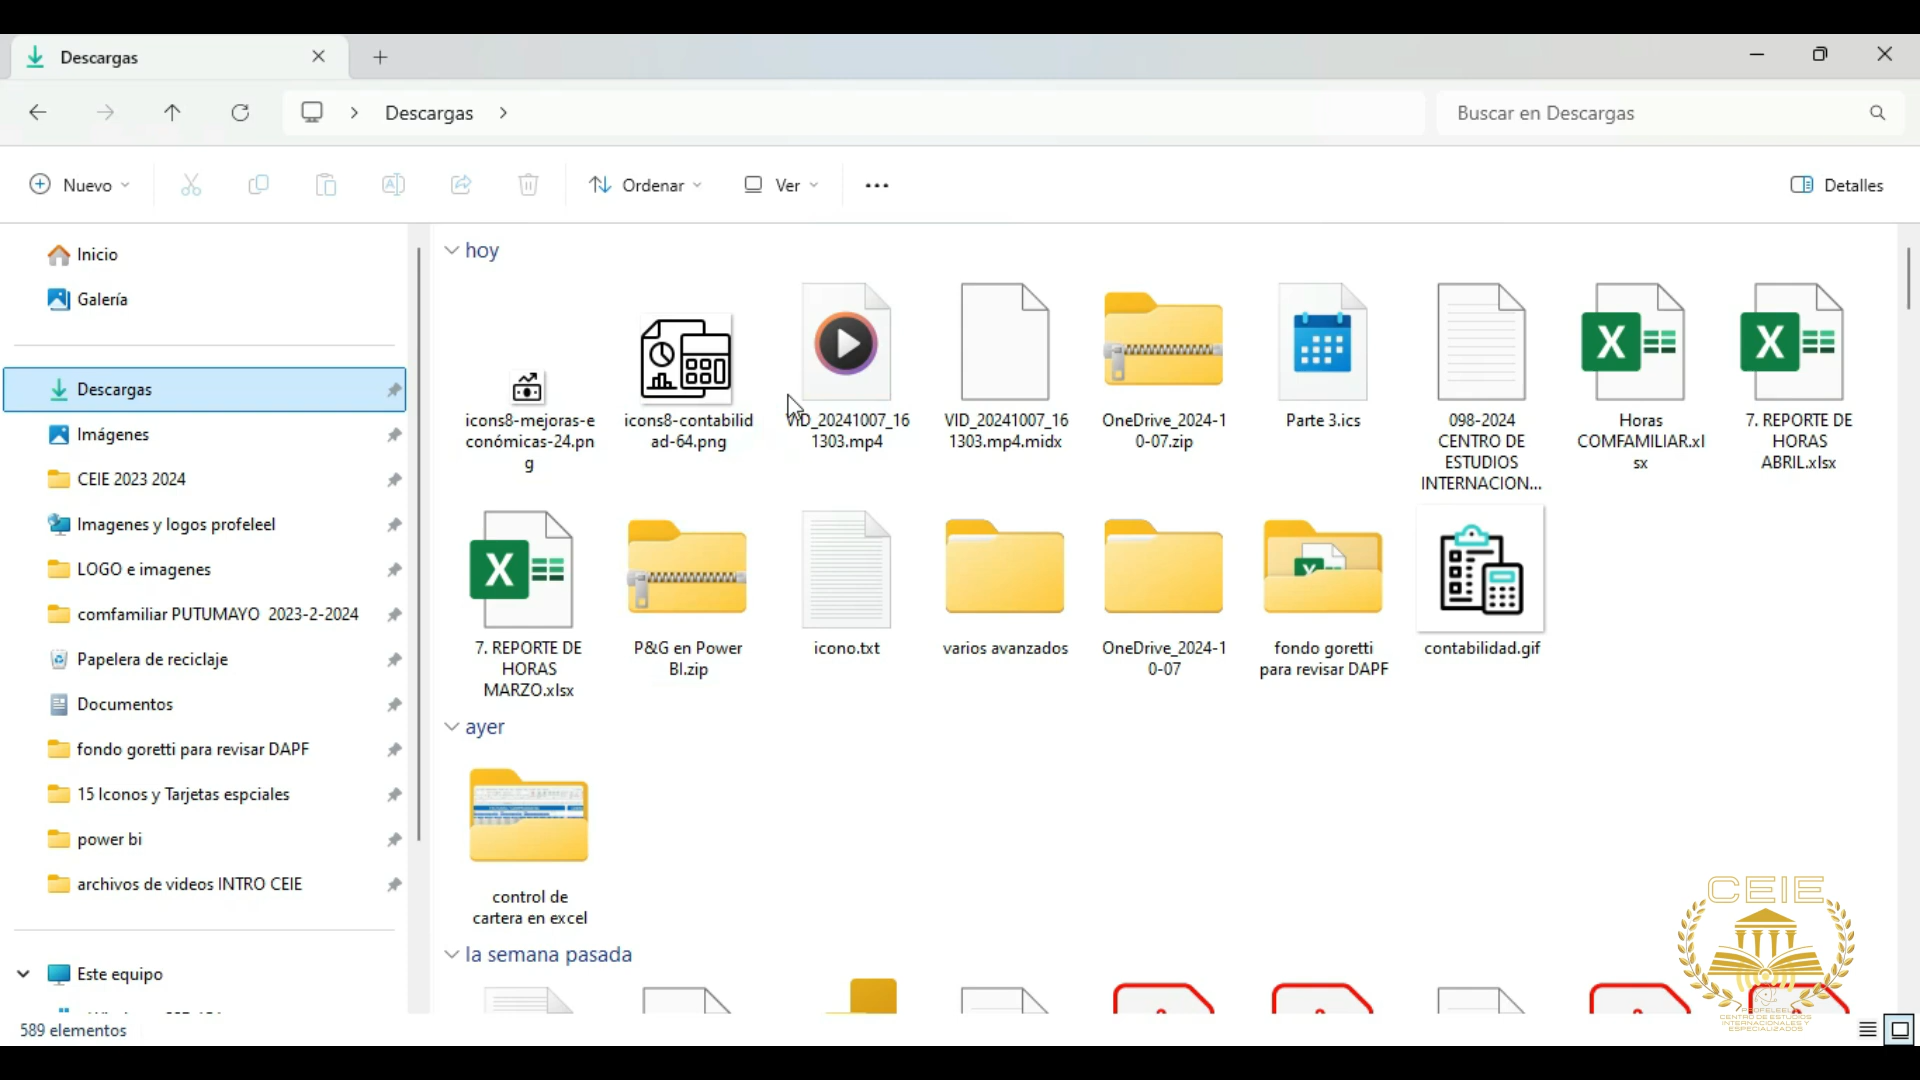 Descargas
Descargas
Buscar en Descargas
Nuevo
Ordenar
Ver
Detalles
Inicio
Galería
Descargas
Imágenes
CEIE 2023 2024
Imagenes y logos profeleel
LOGO e imagenes
comfamiliar PUTUMAYO 2023-2-2024
Papelera de reciclaje
Documentos
fondo goretti para revisar DAPF
15 Iconos y Tarjetas espciales
power bi
archivos de videos INTRO CEIE
Este equipo
hoy
icons8-mejoras-e
conómicas-24.pn
g
icons8-contabilid
ad-64.png
VID_20241007_16
1303.mp4
VID_20241007_16
1303.mp4.midx
OneDrive_2024-1
0-07.zip
Parte 3.ics
098-2024
CENTRO DE
ESTUDIOS
INTERNACION...
Horas
COMFAMILIAR.xl
sx
7. REPORTE DE
HORAS
ABRIL.xlsx
7. REPORTE DE
HORAS
MARZO.xlsx
P&G en Power
BI.zip
icono.txt
varios avanzados
OneDrive_2024-1
0-07
fondo goretti
para revisar DAPF
contabilidad.gif
ayer
control de
cartera en excel
la semana pasada
589 elementos
CEIE
PROFELEEL
CENTRO DE ESTUDIOS
INTERNACIONALES Y
ESPECIALIZADOS